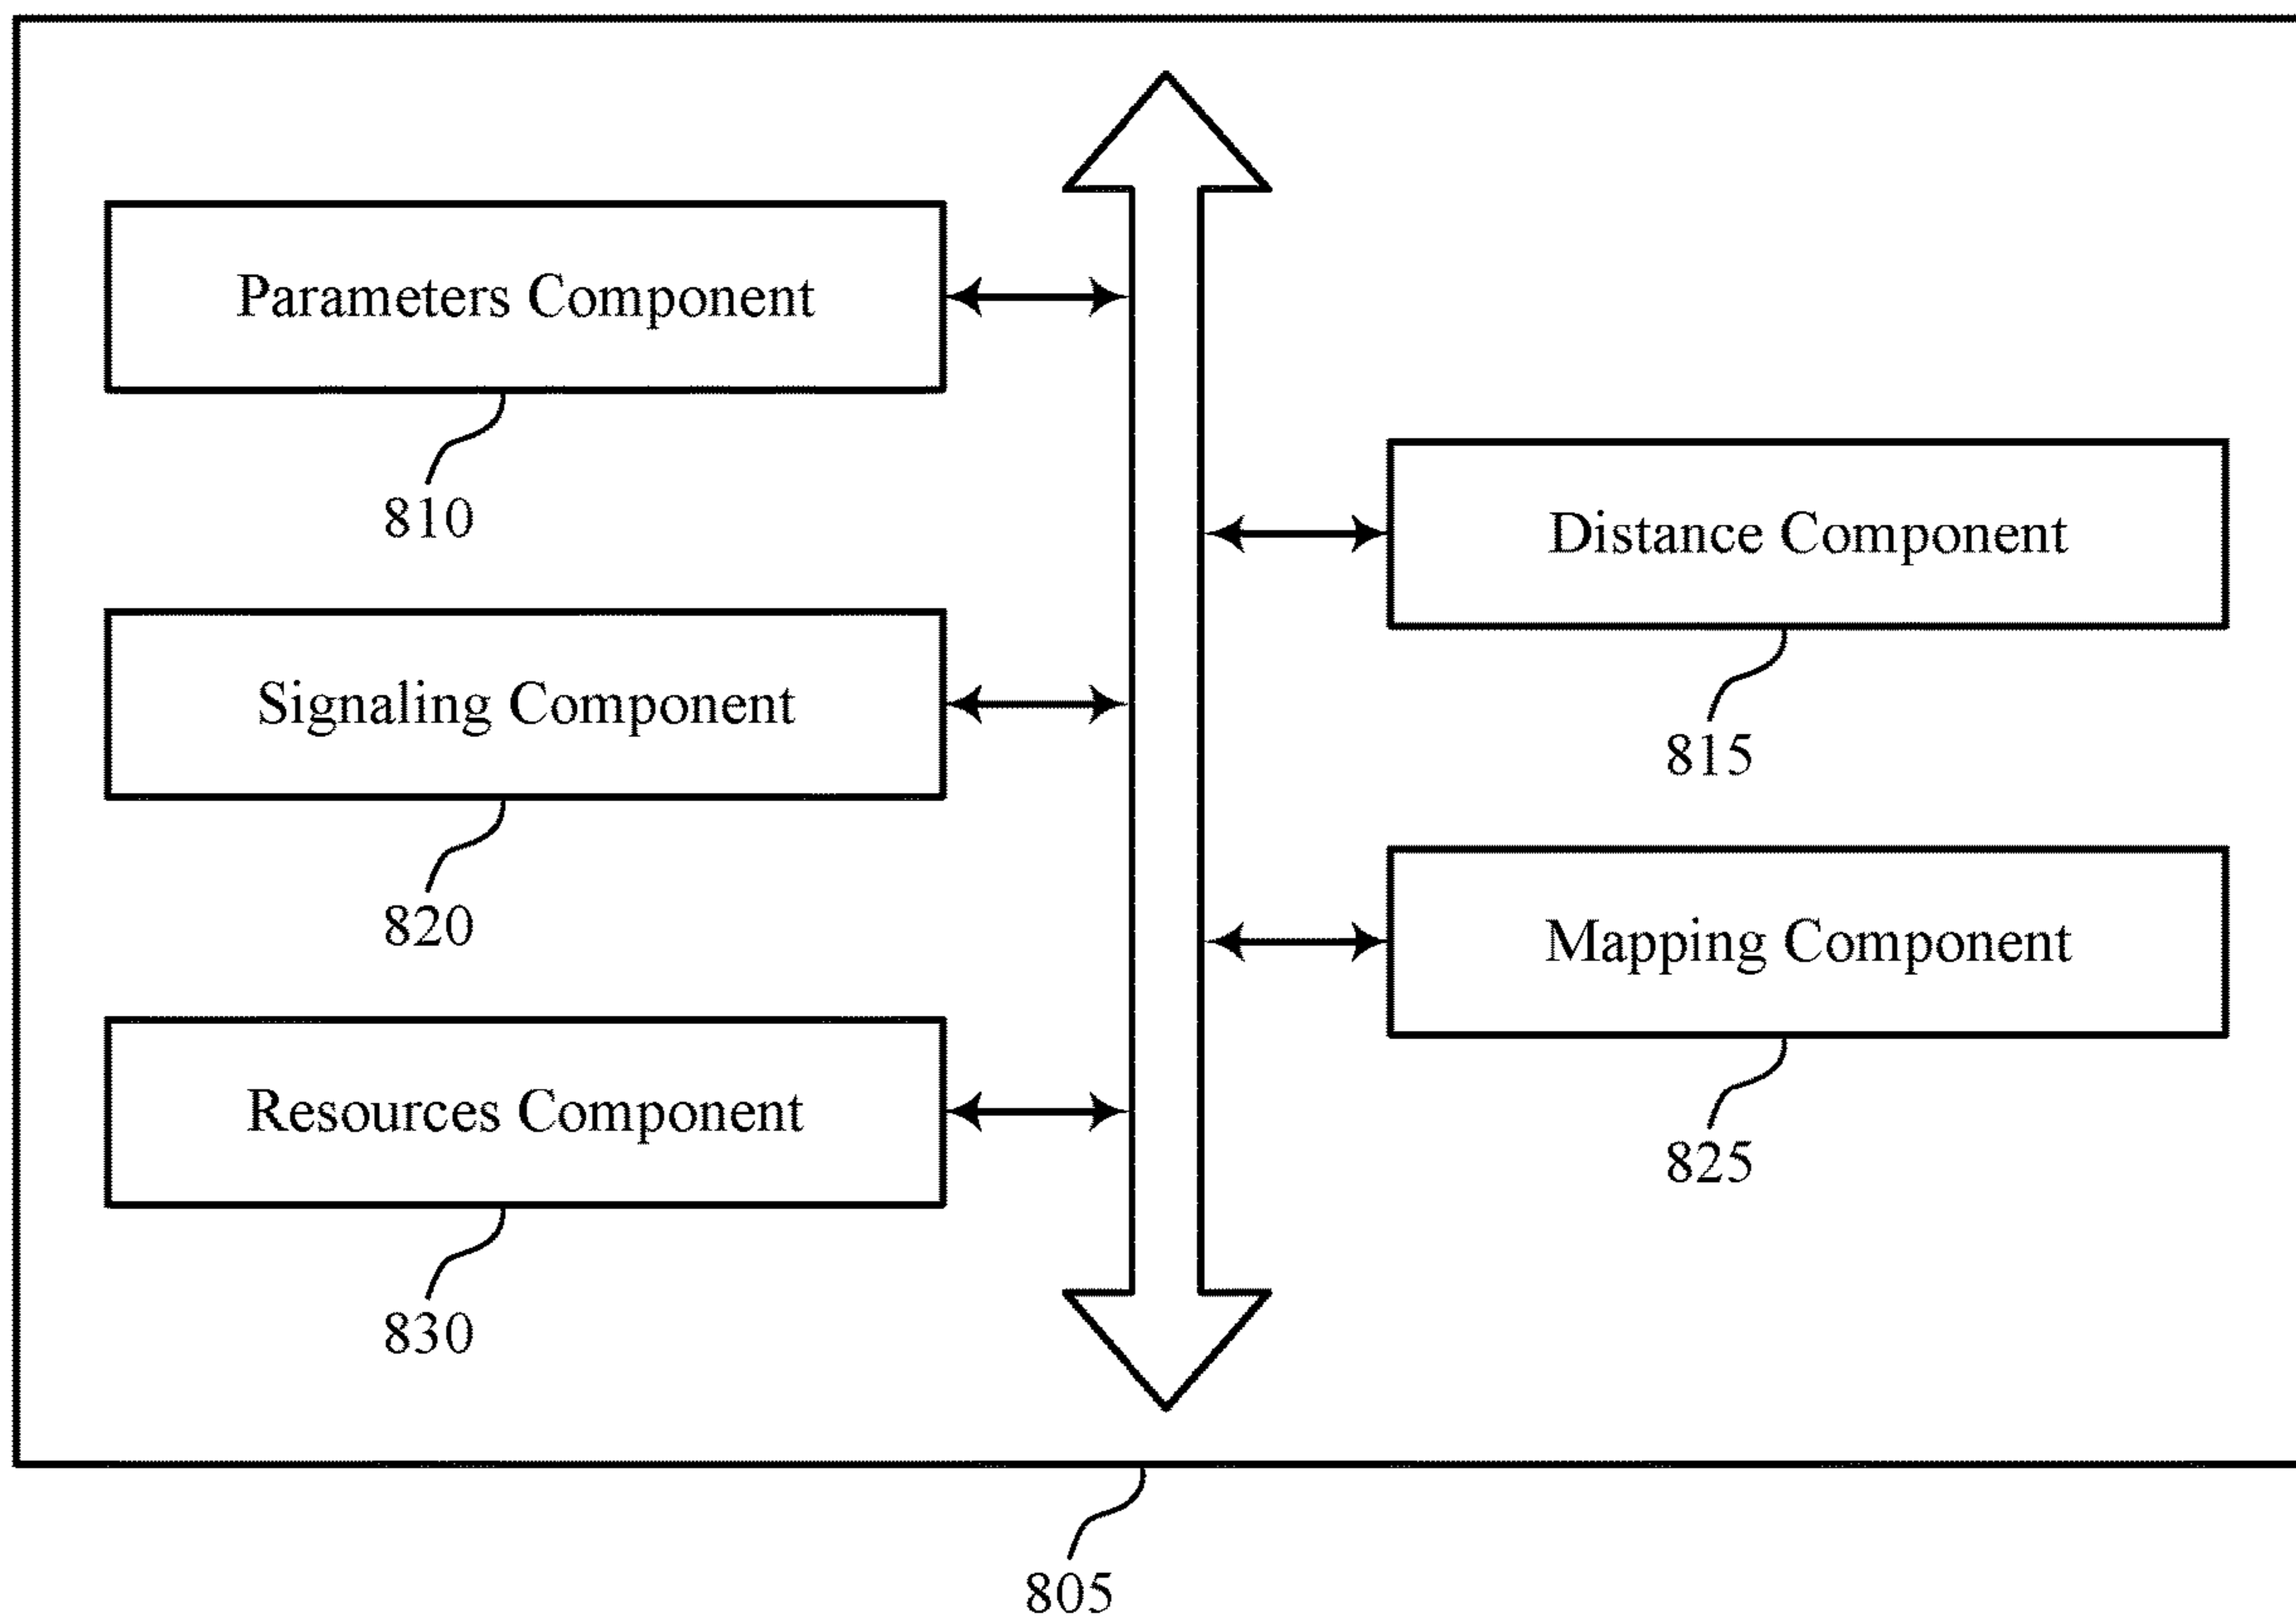 Parameters Component
810
Distance Component
815
Signaling Component
820
Mapping Component
825
Resources Component
830
805